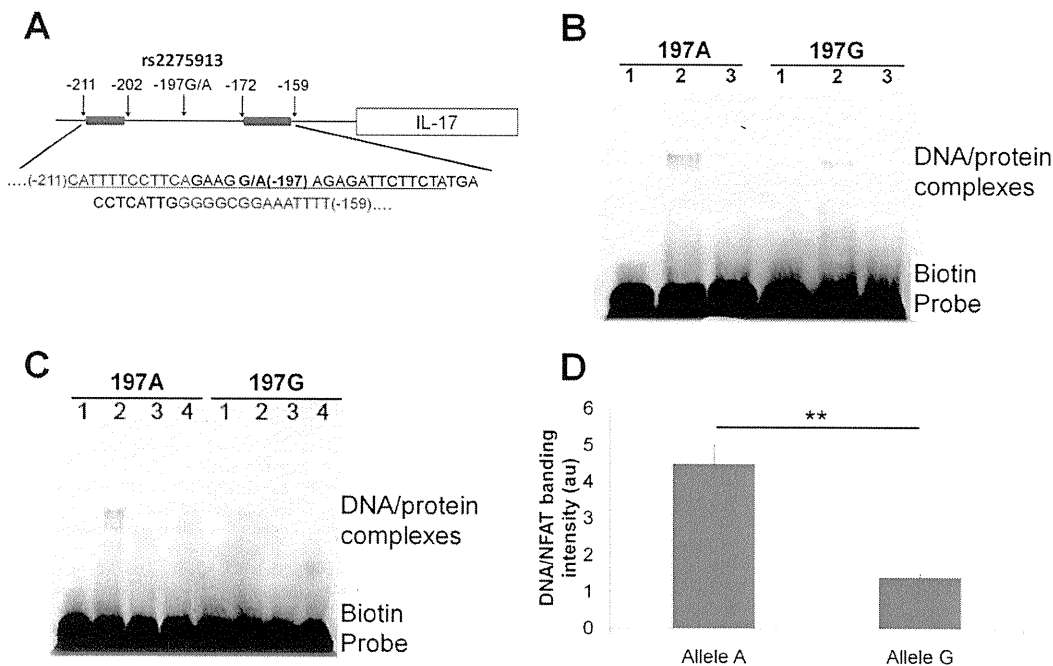 A
rs2275913
-211 -202 -197G/A -172 -159
IL-17
....(-211)CATTTTCCTTCAGAAG G/A(-197) AGAGATTCTTCTATGA
CCTCATTGGGGGCGGAAATTTT(-159)....
B
197A 197G
1 2 3 1 2 3
DNA/protein
complexes
Biotin
Probe
C
197A 197G
1 2 3 4 1 2 3 4
DNA/protein
complexes
Biotin
Probe
D
DNA/NFAT banding
intensity (au)
6
5
4
3
2
1
0
**
Allele A Allele G